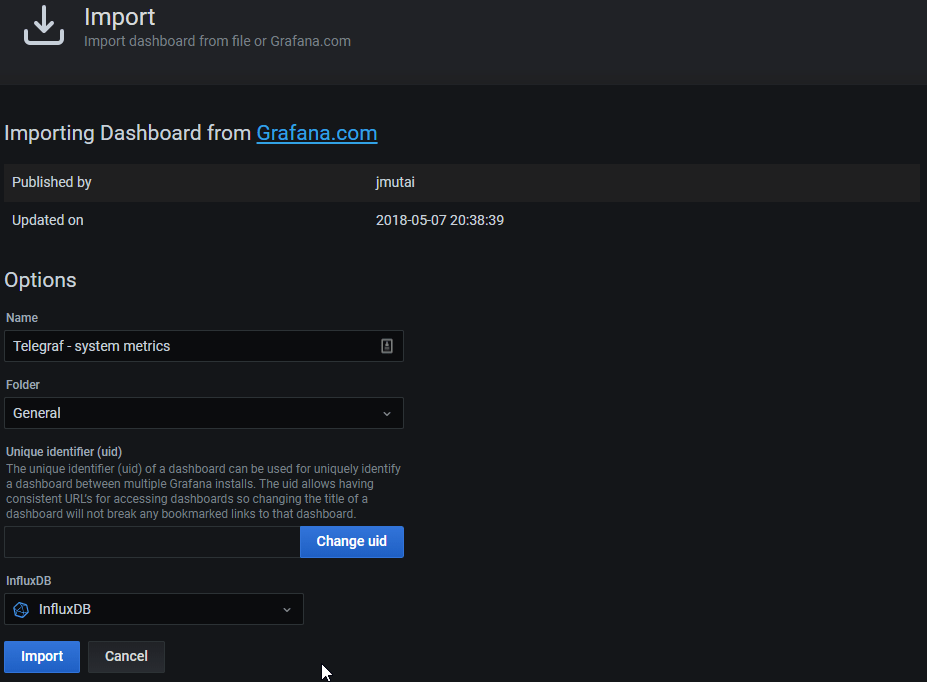 Import
Import dashboard from file or Grafana.com
Importing Dashboard from Grafana.com
Published by jmutai
Updated on 2018-05-07 20:38:39
Options
Name
Telegraf - system metrics
Folder
General
Unique identifier (uid)
The unique identifier (uid) of a dashboard can be used for uniquely identify
a dashboard between multiple Grafana installs. The uid allows having
consistent URL's for accessing dashboards so changing the title of a
dashboard will not break any bookmarked links to that dashboard.
Change uid
InfluxDB
InfluxDB
Import Cancel